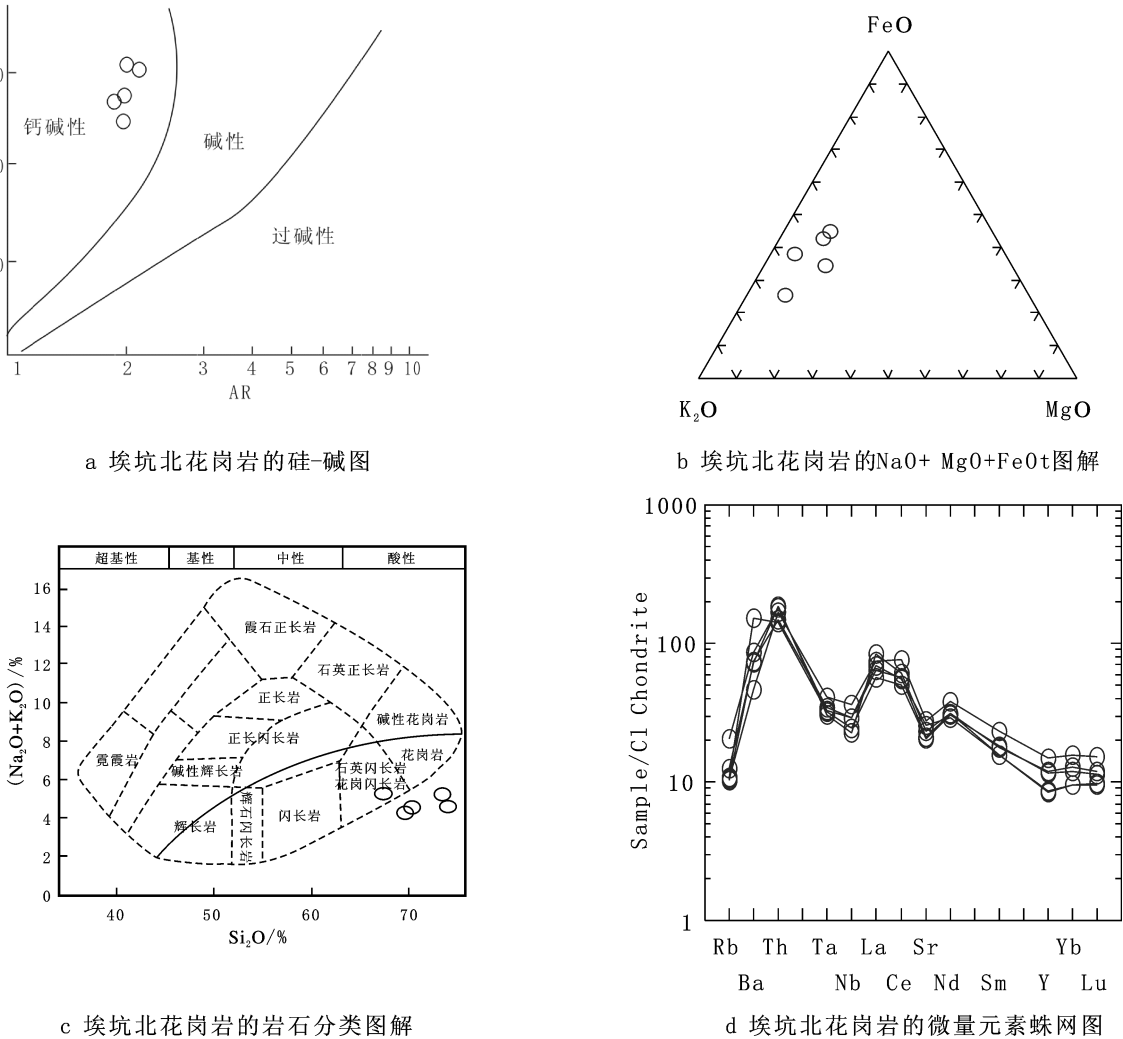 )
)
)
钙碱性
碱性
过碱性
1 2 3 4 5 6 7 8 9 10
AR
a 埃坑北花岗岩的硅-碱图
FeO
K₂O MgO
b 埃坑北花岗岩的NaO+ MgO+FeOt图解
超基性 基性 中性 酸性
16
14
12
10
8
6
4
2
0
(Na₂O+K₂O)/%
霞石正长岩
石英正长岩
正长岩
碱性花岗岩
正长闪长岩
花岗岩
霓霞岩
碱性辉长岩
石英闪长岩
花岗闪长岩
辉长岩
辉石闪长岩
闪长岩
40 50 60 70
Si₂O/%
c 埃坑北花岗岩的岩石分类图解
1000
100
10
1
Sample/Cl Chondrite
Rb Th Ta La Sr Yb
Ba Nb Ce Nd Sm Y Lu
d 埃坑北花岗岩的微量元素蛛网图